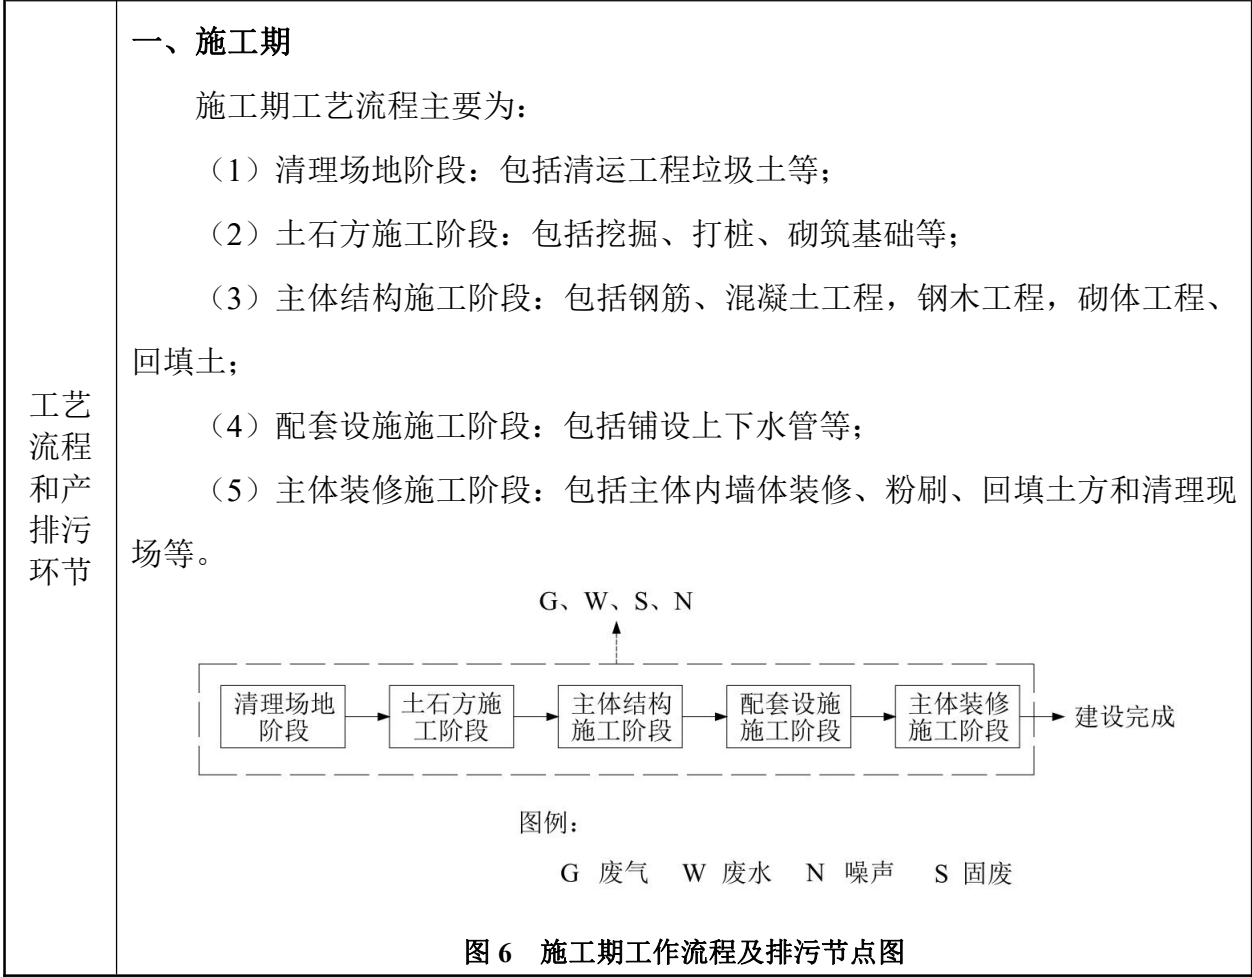 工艺
流程
和产
排污
环节
一、施工期
施工期工艺流程主要为：
（1）清理场地阶段：包括清运工程垃圾土等；
（2）土石方施工阶段：包括挖掘、打桩、砌筑基础等；
（3）主体结构施工阶段：包括钢筋、混凝土工程，钢木工程，砌体工程、
回填土；
（4）配套设施施工阶段：包括铺设上下水管等；
（5）主体装修施工阶段：包括主体内墙体装修、粉刷、回填土方和清理现
场等。
G、W、S、N
清理场地
阶段
土石方施
工阶段
主体结构
施工阶段
配套设施
施工阶段
主体装修
施工阶段
建设完成
图例：
G 废气 W 废水 N 噪声 S 固废
图 6 施工期工作流程及排污节点图